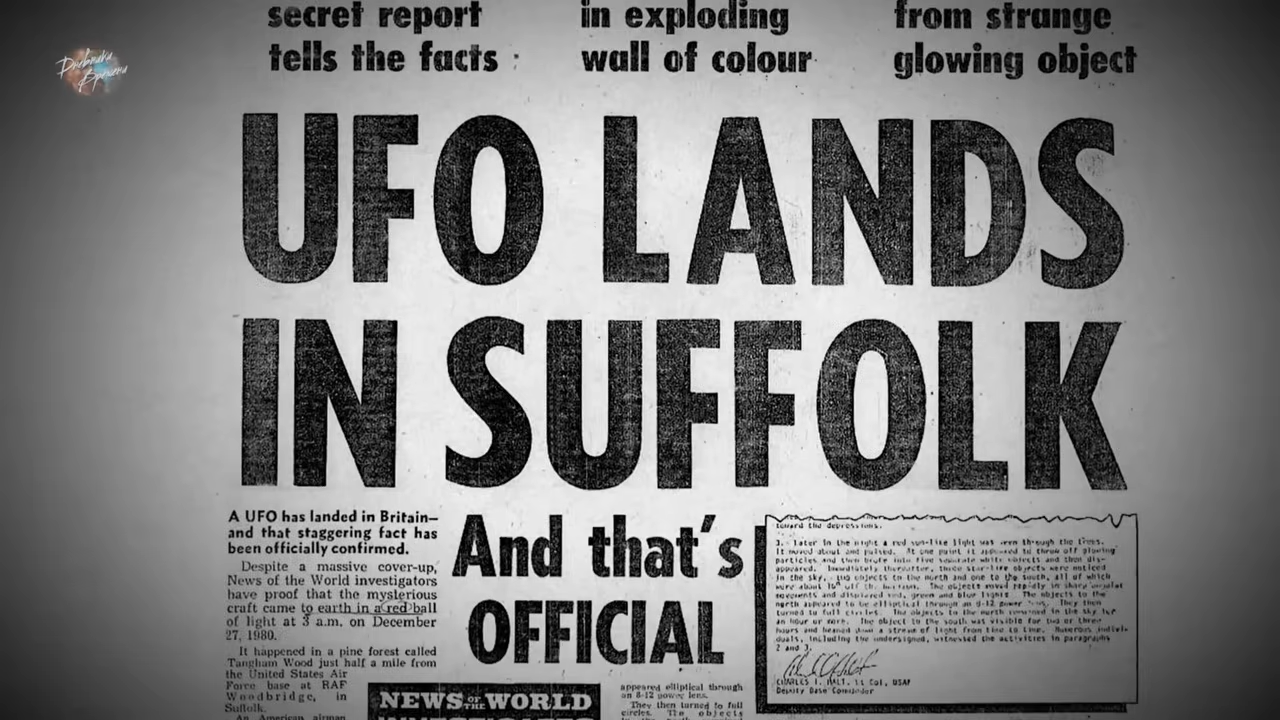 Дневники
Времени
secret report
tells the facts
in exploding
wall of colour
from strange
glowing object
UFO LANDS
IN SUFFOLK
A UFO has landed in Britain—
and that staggering fact has
been officially confirmed.
Despite a massive cover-up,
News of the World investigators
have proof that the mysterious
craft came to earth in a red ball
of light at 3 a.m. on December
27, 1980.
It happened in a pine forest called
Tangham Wood just half a mile from
the United States Air
Force base at RAF
Woodbridge, in
Suffolk.
An American airman
And that's
OFFICIAL
NEWS OF THE WORLD
appeared elliptical through
an 8-12 power lens.
They then turned to full
circles. The objects
toward the depressions.
3. Later in the night a red sun-like light was seen through the trees.
It moved about and pulsed. At one point it appeared to throw off glowing
particles and then broke into five separate white objects and then dis-
appeared. Immediately thereafter, three star-like objects were noticed
in the sky, two objects to the north and one to the south, all of which
were about 10° off the horizon. The objects moved rapidly in sharp angular
movements and displayed red, green and blue lights. The objects to the
north appeared to be elliptical through an 8-12 power lens. They then
turned to full circles. The objects to the north remained in the sky for
an hour or more. The object to the south was visible for two or three
hours and beamed down a stream of light from time to time. Numerous indivi-
duals, including the undersigned, witnessed the activities in paragraphs
2 and 3.
CHARLES I. HALT, Lt Col, USAF
Deputy Base Commander